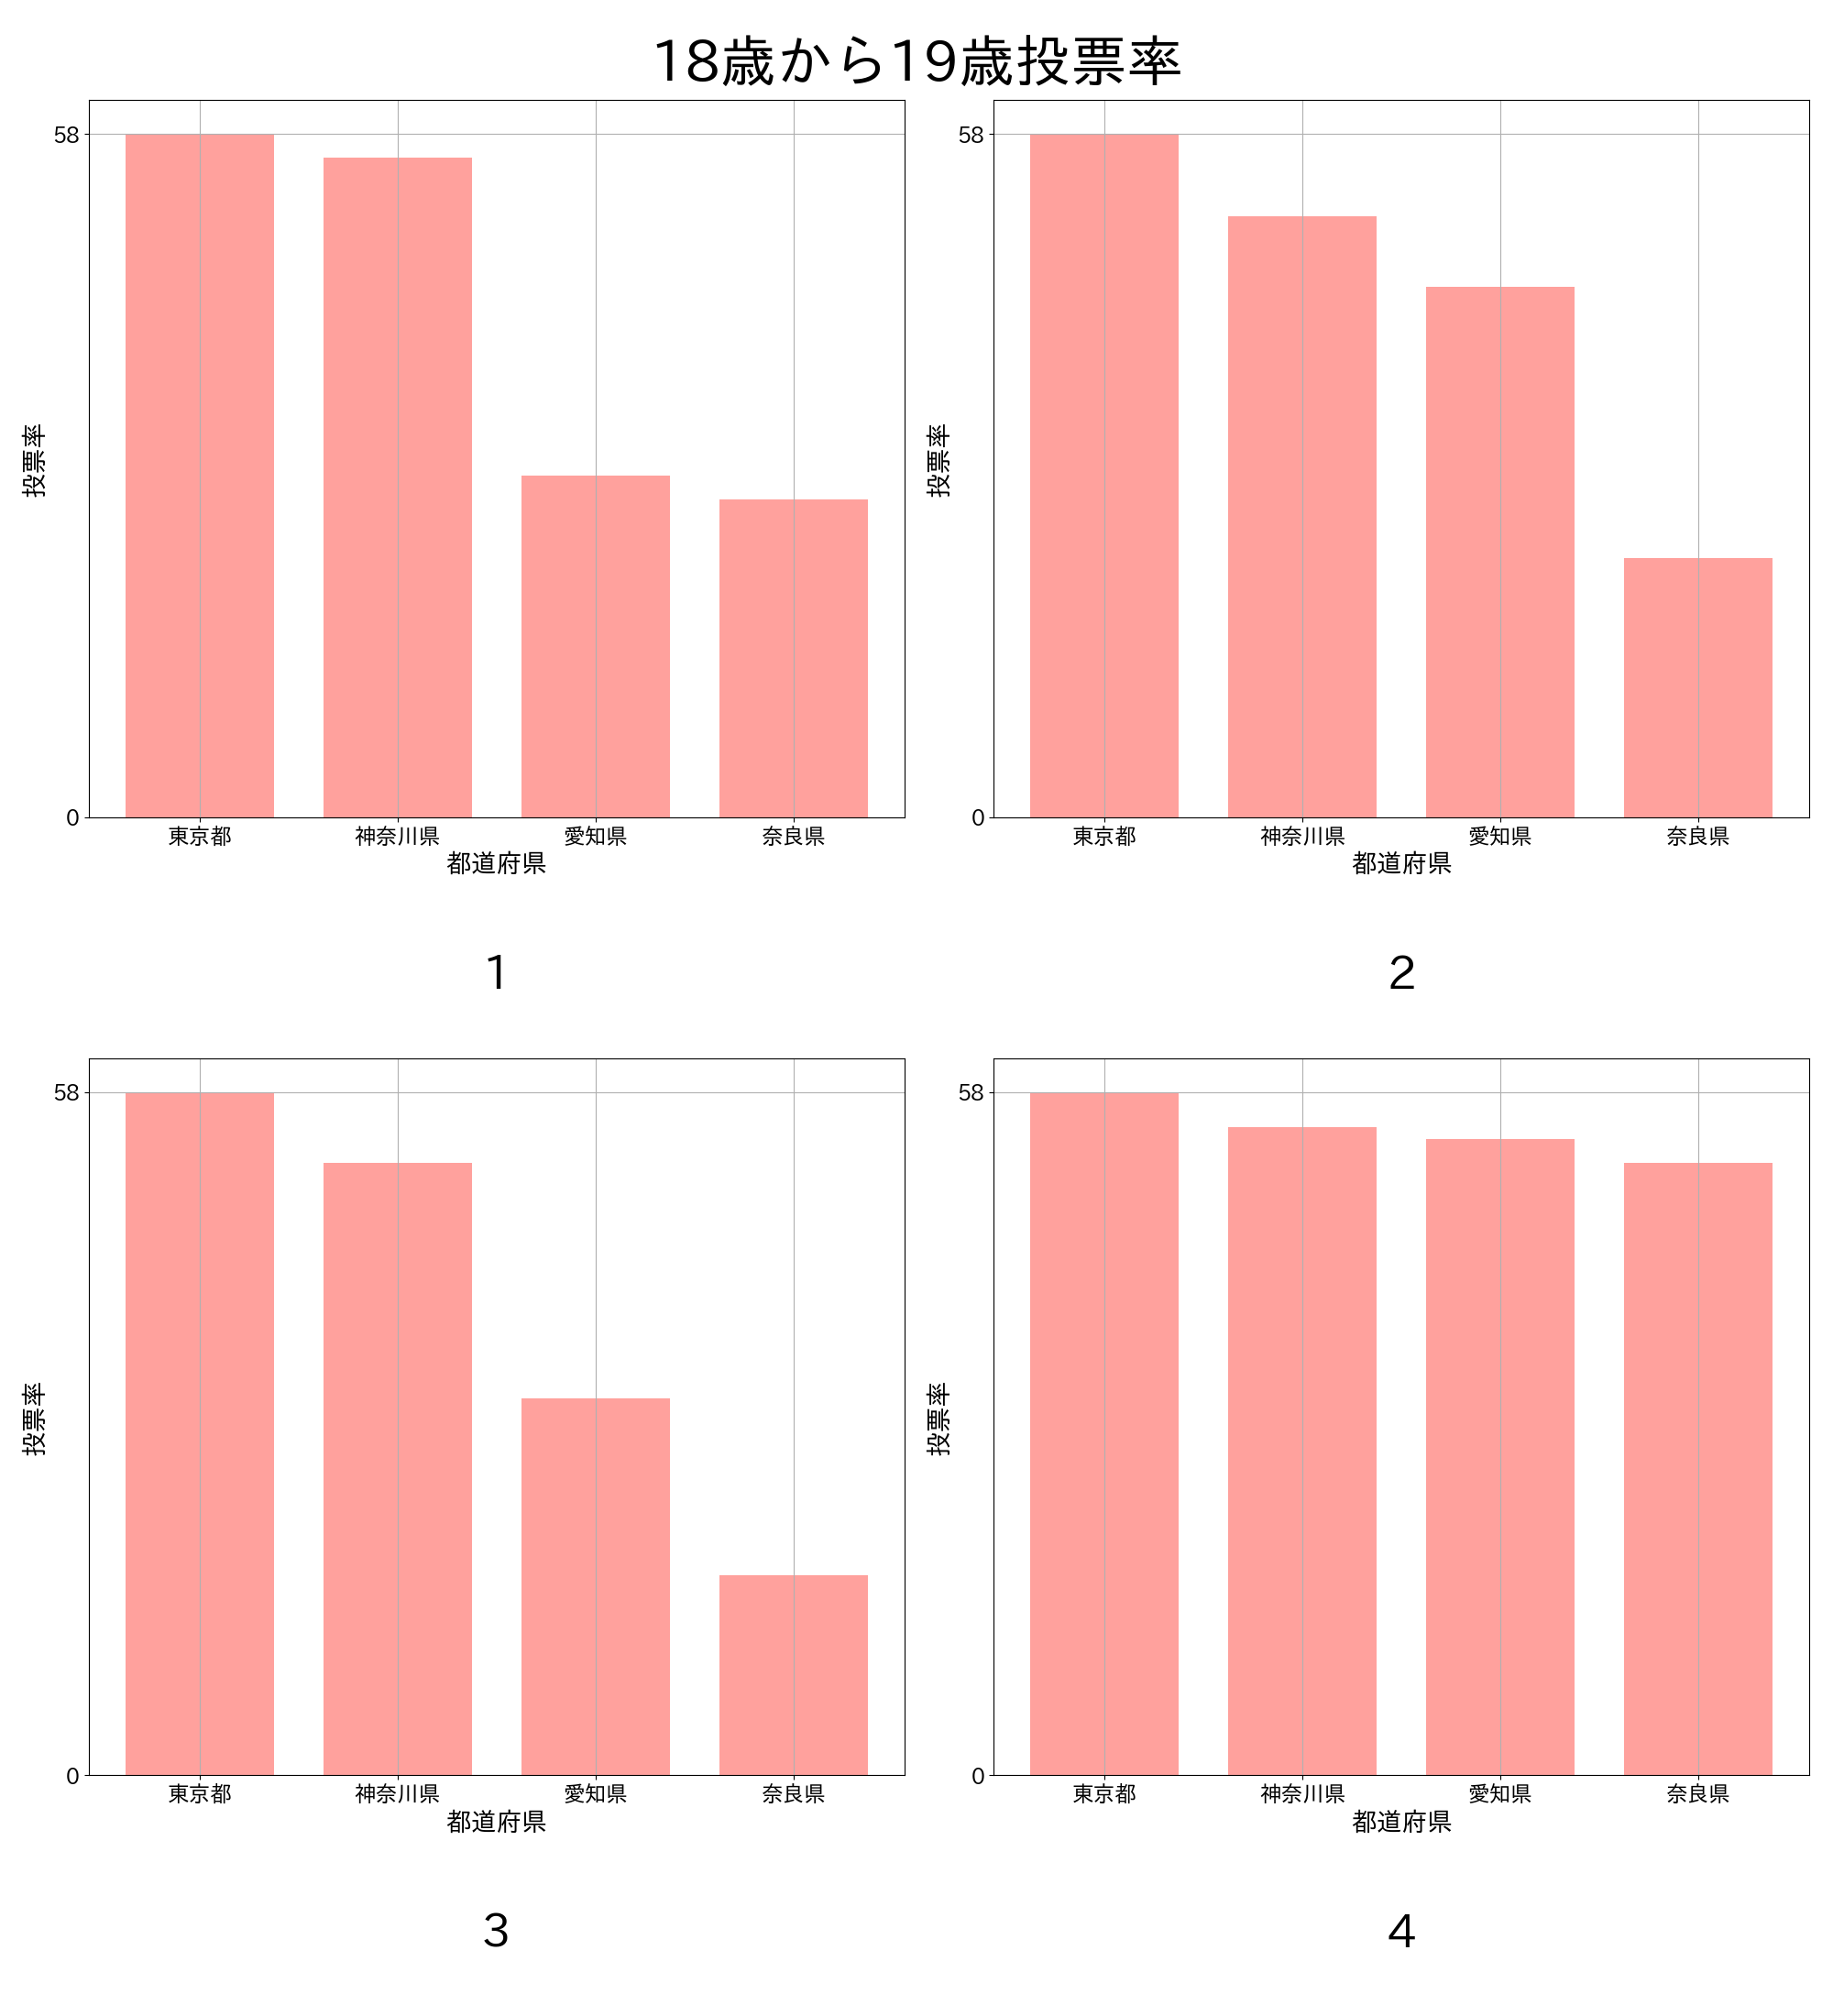 18歳から19歳投票率
58
投票率
0
東京都 神奈川県 愛知県 奈良県
都道府県
1
58
投票率
0
東京都 神奈川県 愛知県 奈良県
都道府県
2
58
投票率
0
東京都 神奈川県 愛知県 奈良県
都道府県
3
58
投票率
0
東京都 神奈川県 愛知県 奈良県
都道府県
4